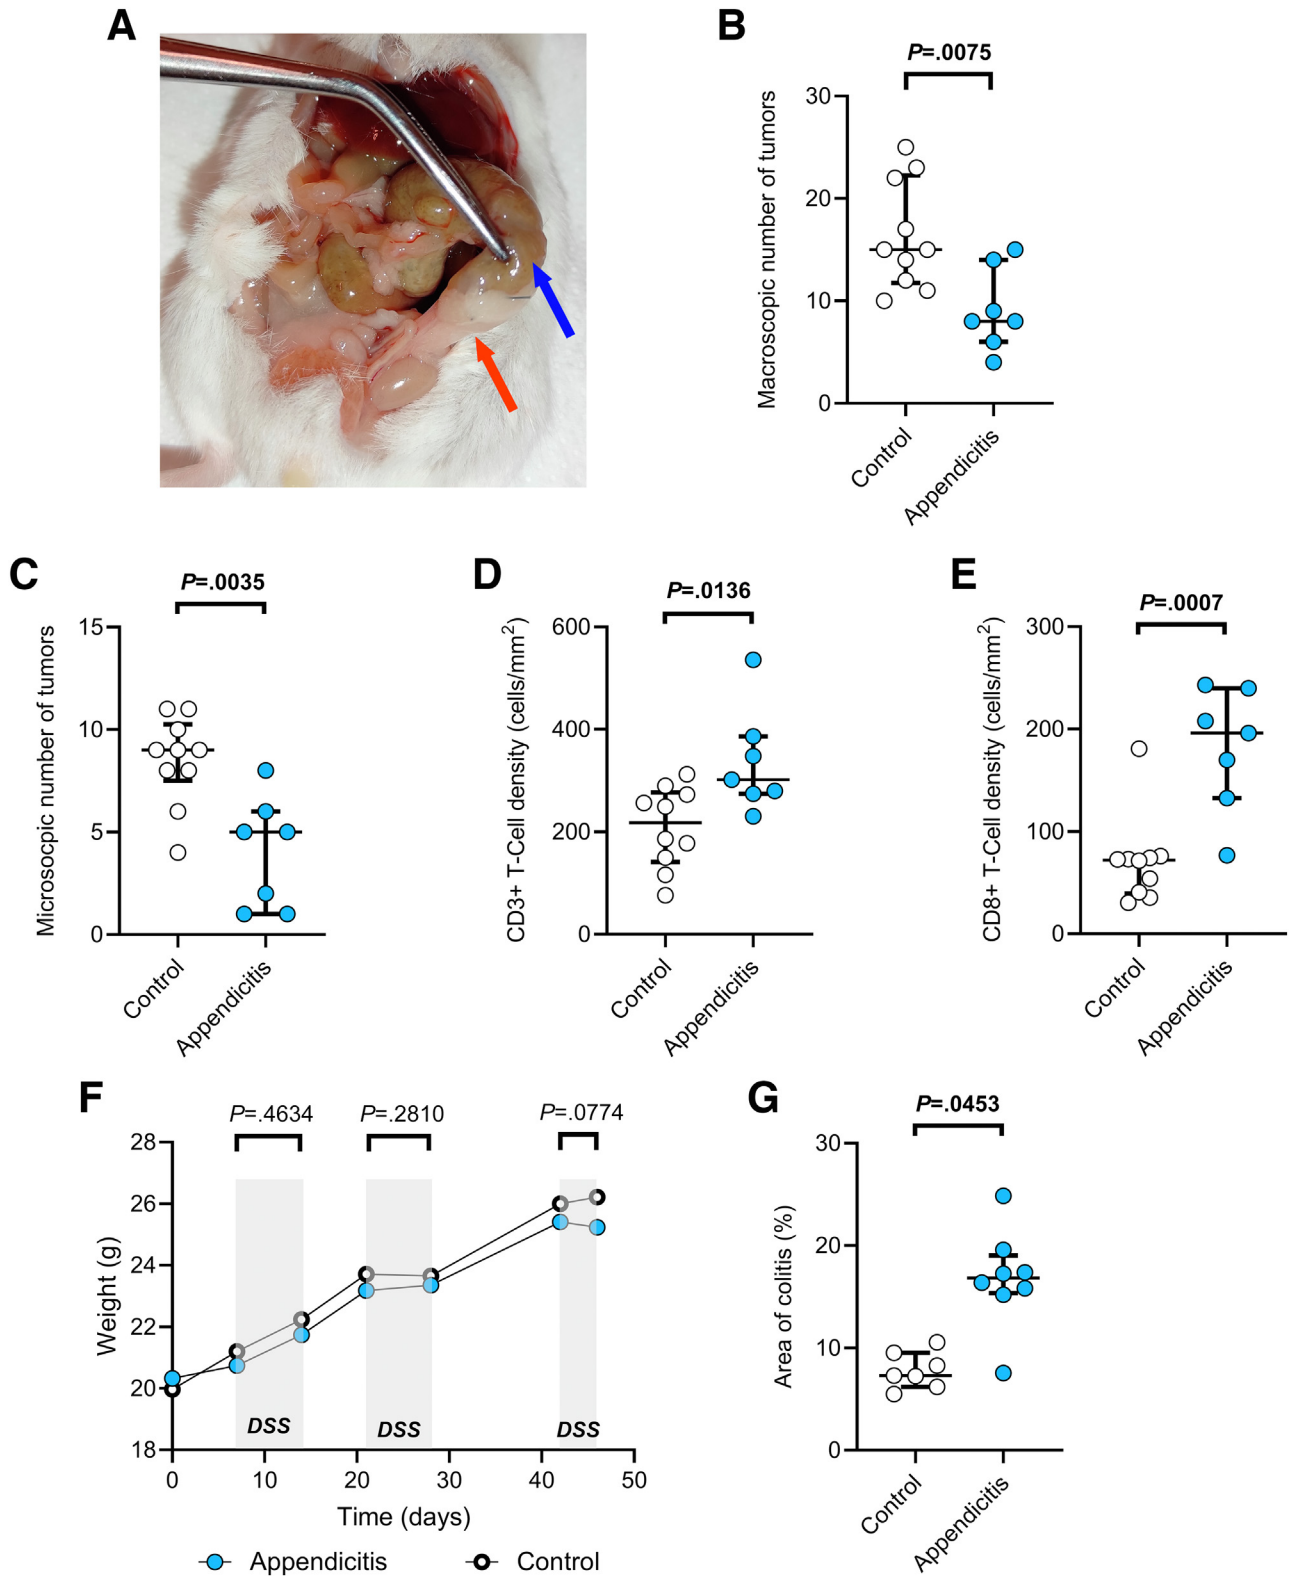 A
B
P=.0075
Macroscopic number of tumors
30
20
10
0
Control
Appendicitis
C
P=.0035
Microsocpic number of tumors
15
10
5
0
Control
Appendicitis
D
P=.0136
CD3+ T-Cell density (cells/mm²)
600
400
200
0
Control
Appendicitis
E
P=.0007
CD8+ T-Cell density (cells/mm²)
300
200
100
0
Control
Appendicitis
F
P=.4634
P=.2810
P=.0774
Weight (g)
28
26
24
22
20
18
DSS
DSS
DSS
0
10
20
30
40
50
Time (days)
Appendicitis
Control
G
P=.0453
Area of colitis (%)
30
20
10
0
Control
Appendicitis